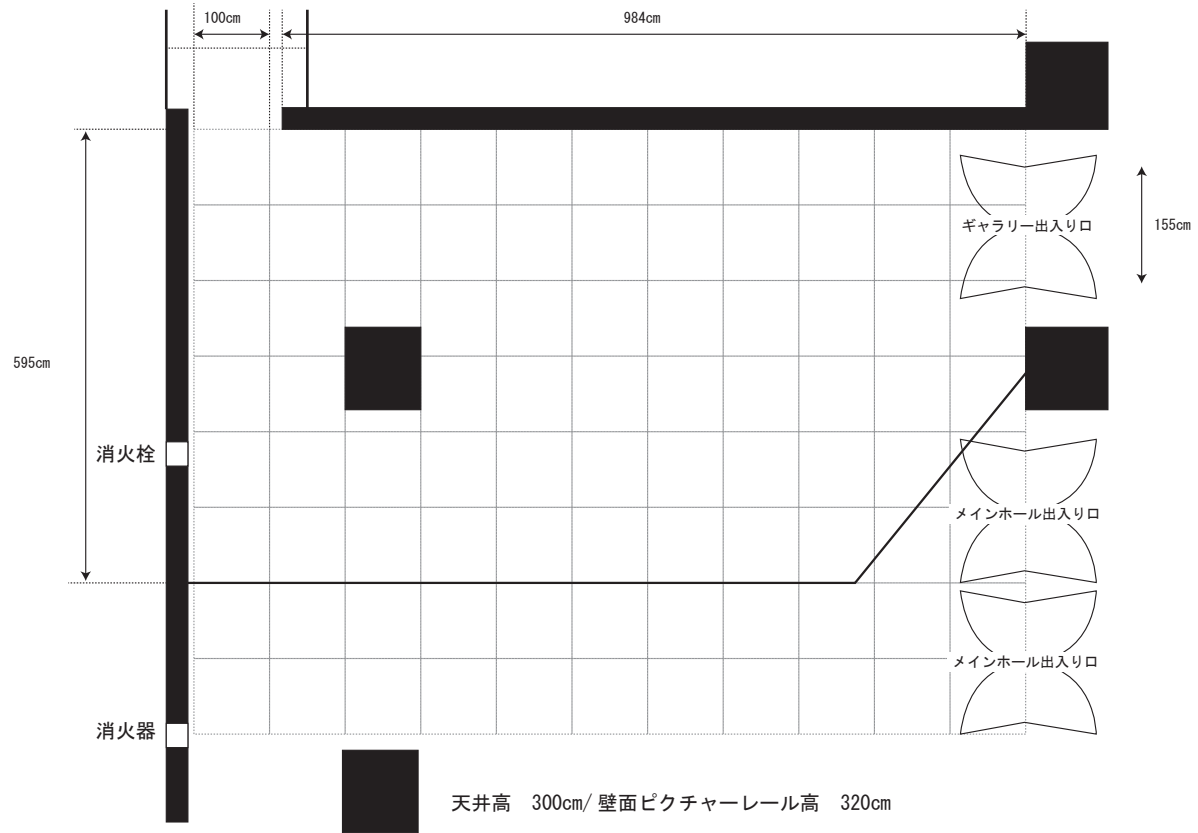 100cm
984cm
ギャラリー出入り口
155cm
595cm
消火栓
メインホール出入り口
メインホール出入り口
消火器
天井高　300cm/ 壁面ピクチャーレール高　320cm